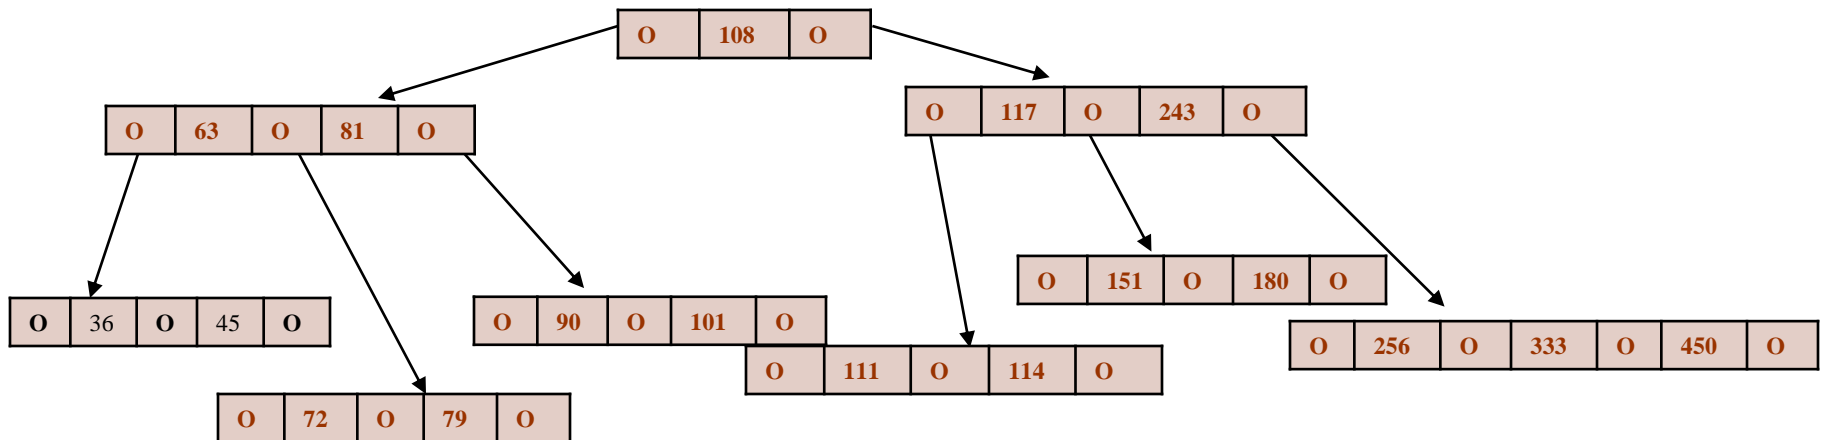 O 108 O
O 63 O 81 O
O 117 O 243 O
O 36 O 45 O
O 90 O 101 O
O 151 O 180 O
O 111 O 114 O
O 256 O 333 O 450 O
O 72 O 79 O